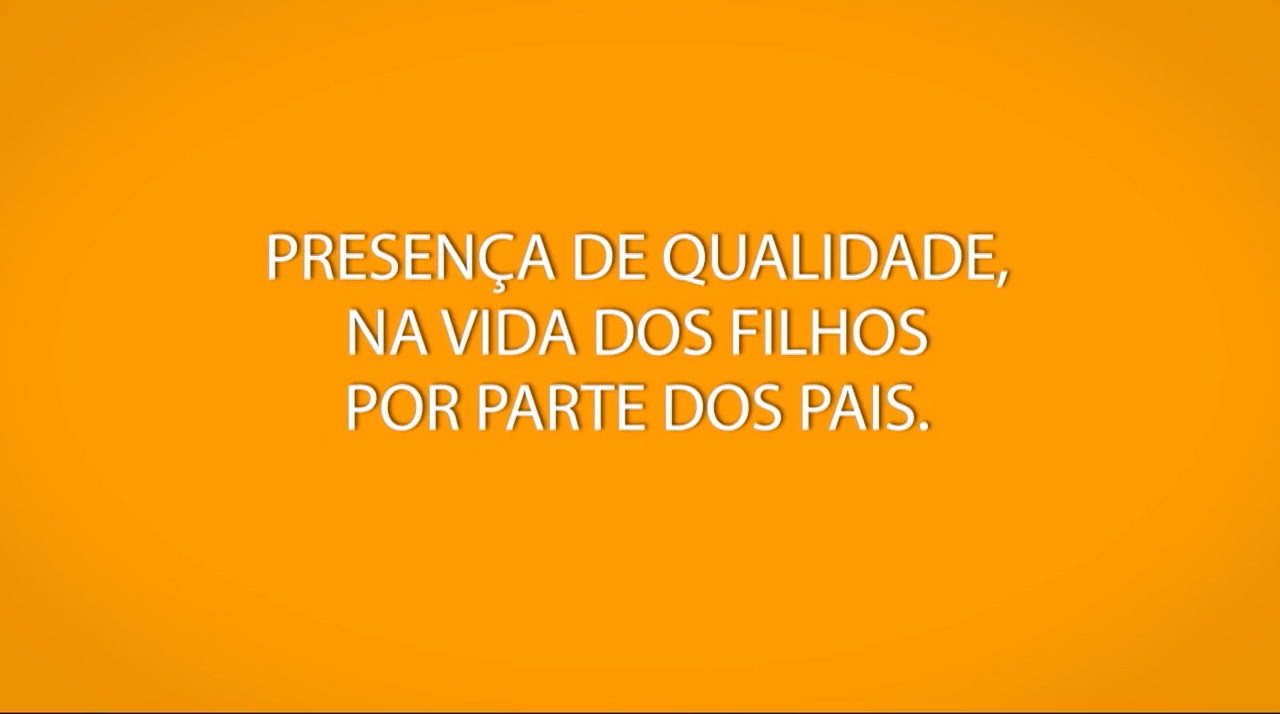 PRESENÇA DE QUALIDADE,
NA VIDA DOS FILHOS
POR PARTE DOS PAIS.